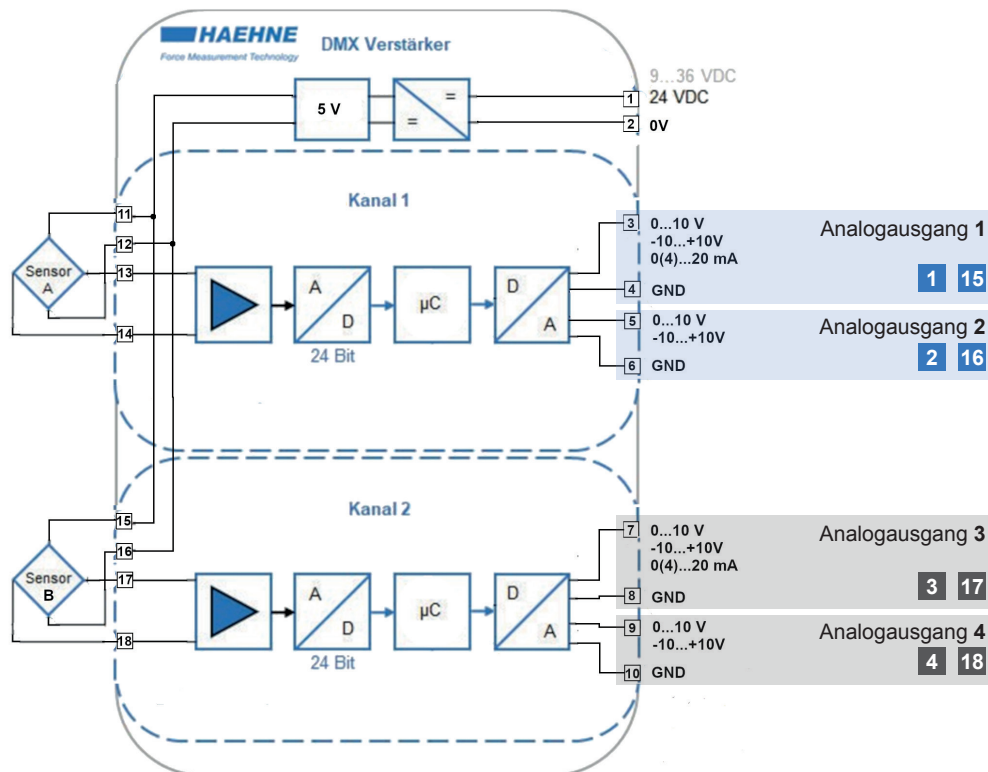 HAEHNE
Force Measurement Technology
DMX Verstärker
9...36 VDC
5 V
=
=
1
24 VDC
2
0V
Kanal 1
11
12
13
14
Sensor
A
A
D
24 Bit
µC
D
A
3
0...10 V
-10...+10V
0(4)...20 mA
4
GND
Analogausgang 1
1 15
5
0...10 V
-10...+10V
6
GND
Analogausgang 2
2 16
Kanal 2
15
16
17
18
Sensor
B
A
D
24 Bit
µC
D
A
7
0...10 V
-10...+10V
0(4)...20 mA
8
GND
Analogausgang 3
3 17
9
0...10 V
-10...+10V
10
GND
Analogausgang 4
4 18